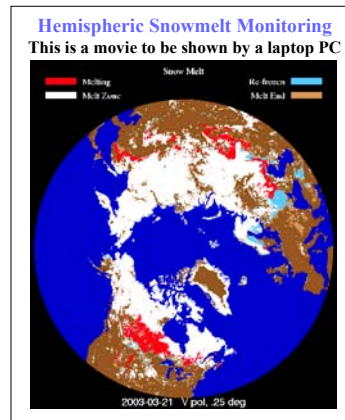 Hemispheric Snowmelt Monitoring
This is a movie to be shown by a laptop PC
Snow Melt
Melting Re-frozen
Melt Zone Melt End
2003-03-21 V pol, .25 deg